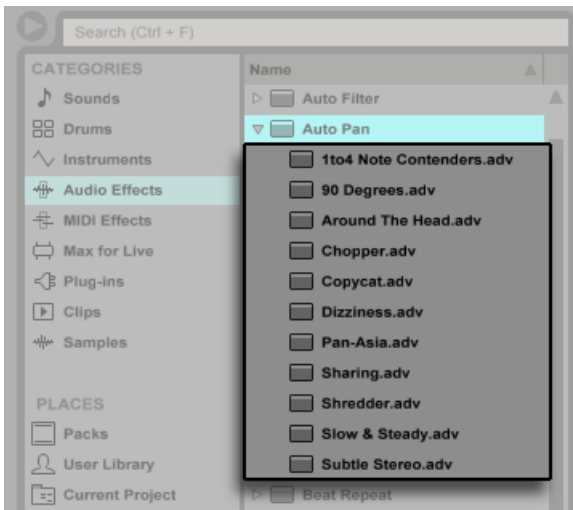 Search (Ctrl + F)
CATEGORIES
Sounds
Drums
Instruments
Audio Effects
MIDI Effects
Max for Live
Plug-ins
Clips
Samples
PLACES
Packs
User Library
Current Project
Name
Auto Filter
Auto Pan
1to4 Note Contenders.adv
90 Degrees.adv
Around The Head.adv
Chopper.adv
Copycat.adv
Dizziness.adv
Pan-Asia.adv
Sharing.adv
Shredder.adv
Slow & Steady.adv
Subtle Stereo.adv
Beat Repeat